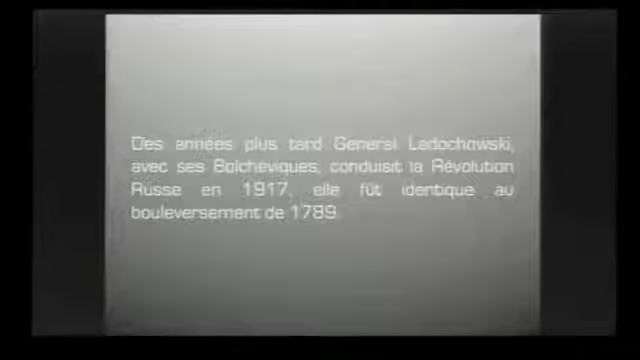 Des années plus tard General Ledochowski,
avec ses Bolchéviques, conduisit la Révolution
Russe en 1917, elle fût identique au
bouleversement de 1789.